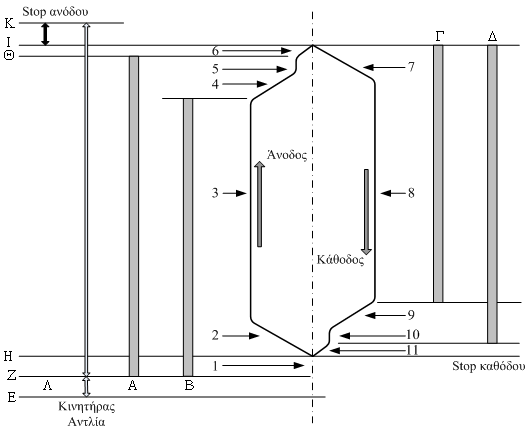 Stop ανόδου
Κ
Ι
Θ
Γ
Δ
6
5
4
7
Άνοδος
3
8
Κάθοδος
2
9
10
11
Η
1
Stop καθόδου
Ζ
Λ
Α
Β
Ε
Κινητήρας
Αντλία